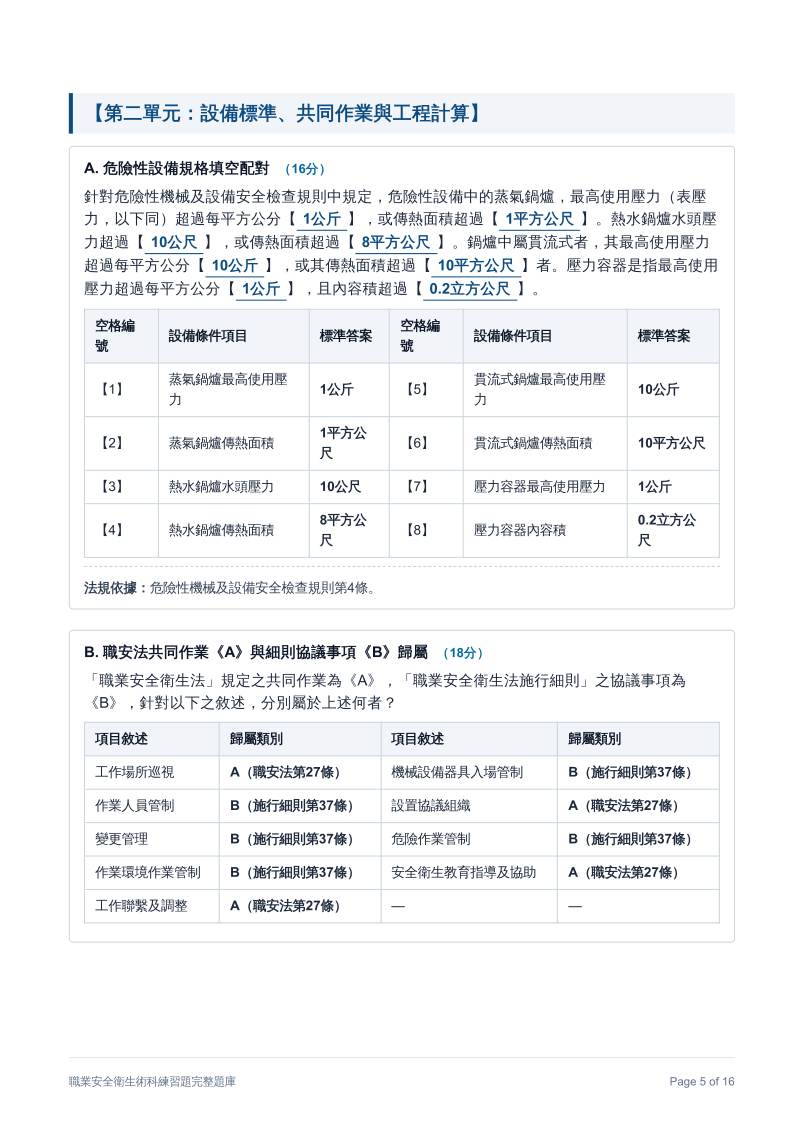 【第二單元：設備標準、共同作業與工程計算】
A. 危險性設備規格填空配對 （16分）
針對危險性機械及設備安全檢查規則中規定，危險性設備中的蒸氣鍋爐，最高使用壓力（表壓
力，以下同）超過每平方公分【 1公斤 】，或傳熱面積超過【 1平方公尺 】。熱水鍋爐水頭壓
力超過【 10公尺 】，或傳熱面積超過【 8平方公尺 】。鍋爐中屬貫流式者，其最高使用壓力
超過每平方公分【 10公斤 】，或其傳熱面積超過【 10平方公尺 】者。壓力容器是指最高使用
壓力超過每平方公分【 1公斤 】，且內容積超過【 0.2立方公尺 】。
空格編號 設備條件項目 標準答案 空格編號 設備條件項目 標準答案
【1】 蒸氣鍋爐最高使用壓力 1公斤 【5】 貫流式鍋爐最高使用壓力 10公斤
【2】 蒸氣鍋爐傳熱面積 1平方公尺 【6】 貫流式鍋爐傳熱面積 10平方公尺
【3】 熱水鍋爐水頭壓力 10公尺 【7】 壓力容器最高使用壓力 1公斤
【4】 熱水鍋爐傳熱面積 8平方公尺 【8】 壓力容器內容積 0.2立方公尺
法規依據：危險性機械及設備安全檢查規則第4條。
B. 職安法共同作業《A》與細則協議事項《B》歸屬 （18分）
「職業安全衛生法」規定之共同作業為《A》，「職業安全衛生法施行細則」之協議事項為
《B》，針對以下之敘述，分別屬於上述何者？
項目敘述 歸屬類別 項目敘述 歸屬類別
工作場所巡視 A（職安法第27條） 機械設備器具入場管制 B（施行細則第37條）
作業人員管制 B（施行細則第37條） 設置協議組織 A（職安法第27條）
變更管理 B（施行細則第37條） 危險作業管制 B（施行細則第37條）
作業環境作業管制 B（施行細則第37條） 安全衛生教育指導及協助 A（職安法第27條）
工作聯繫及調整 A（職安法第27條） — —
職業安全衛生術科練習題完整題庫
Page 5 of 16